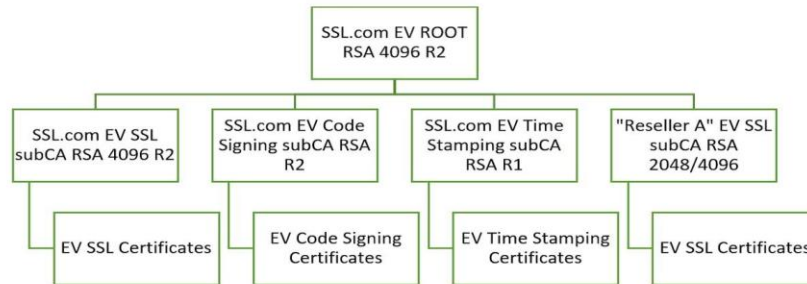 SSL.com EV ROOT
RSA 4096 R2
SSL.com EV SSL
subCA RSA 4096 R2
SSL.com EV Code
Signing subCA RSA
R2
SSL.com EV Time
Stamping subCA
RSA R1
"Reseller A" EV SSL
subCA RSA
2048/4096
EV SSL Certificates
EV Code Signing
Certificates
EV Time Stamping
Certificates
EV SSL Certificates